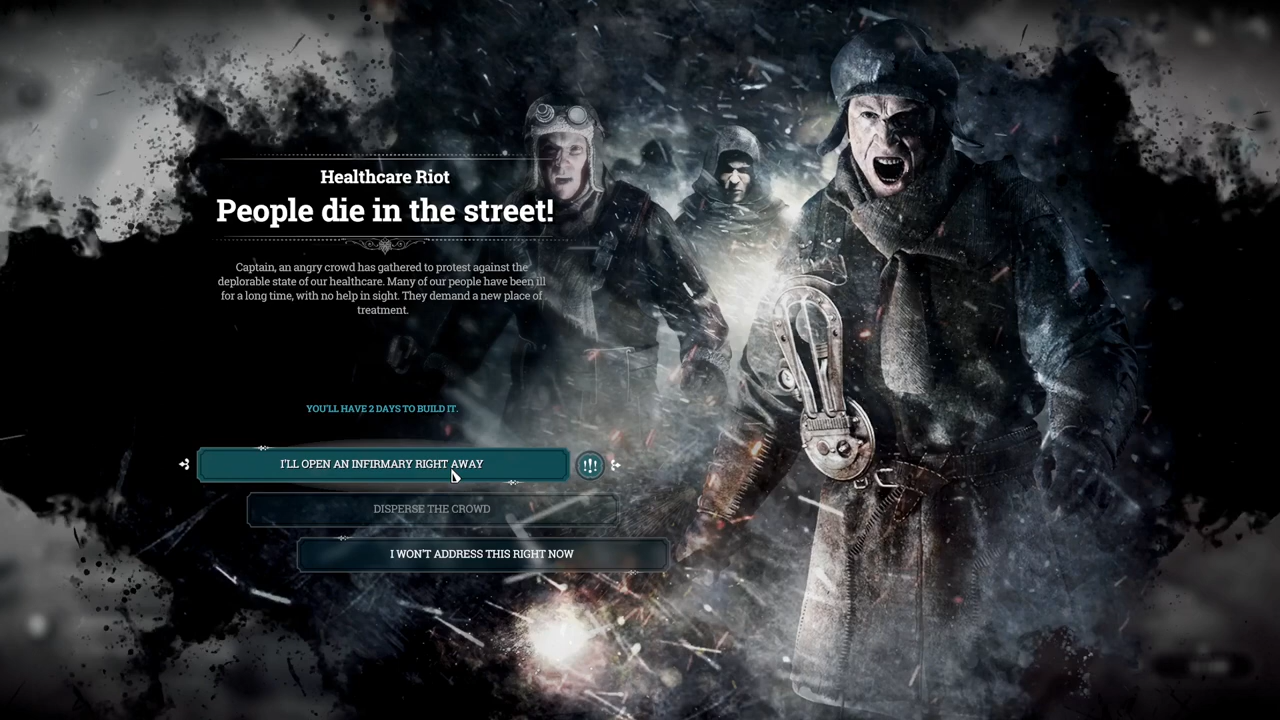 Healthcare Riot
People die in the street!
Captain, an angry crowd has gathered to protest against the
deplorable state of our healthcare. Many of our people have been ill
for a long time, with no help in sight. They demand a new place of
treatment.
YOU'LL HAVE 2 DAYS TO BUILD IT.
I'LL OPEN AN INFIRMARY RIGHT AWAY
DISPERSE THE CROWD
I WON'T ADDRESS THIS RIGHT NOW